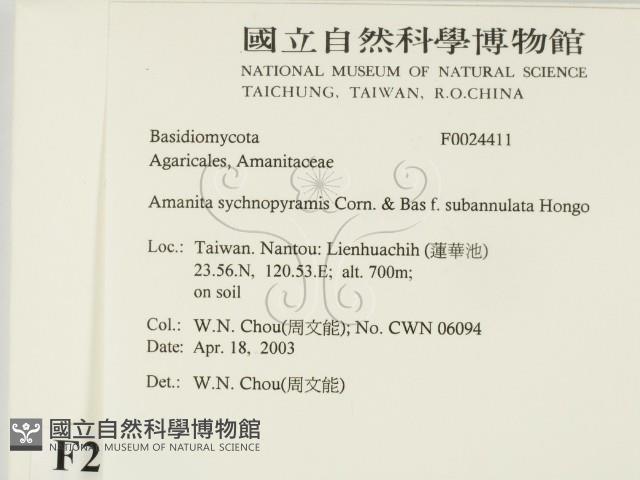 國立自然科學博物館
NATIONAL MUSEUM OF NATURAL SCIENCE
TAICHUNG, TAIWAN, R.O.CHINA
Basidiomycota F0024411
Agaricales, Amanitaceae
Amanita sychnopyramis Corn. & Bas f. subannulata Hongo
Loc.: Taiwan. Nantou: Lienhuachih (蓮華池)
23.56.N, 120.53.E; alt. 700m;
on soil
Col.: W.N. Chou(周文能); No. CWN 06094
Date: Apr. 18, 2003
Det.: W.N. Chou(周文能)
國立自然科學博物館
NATIONAL MUSEUM OF NATURAL SCIENCE
F2